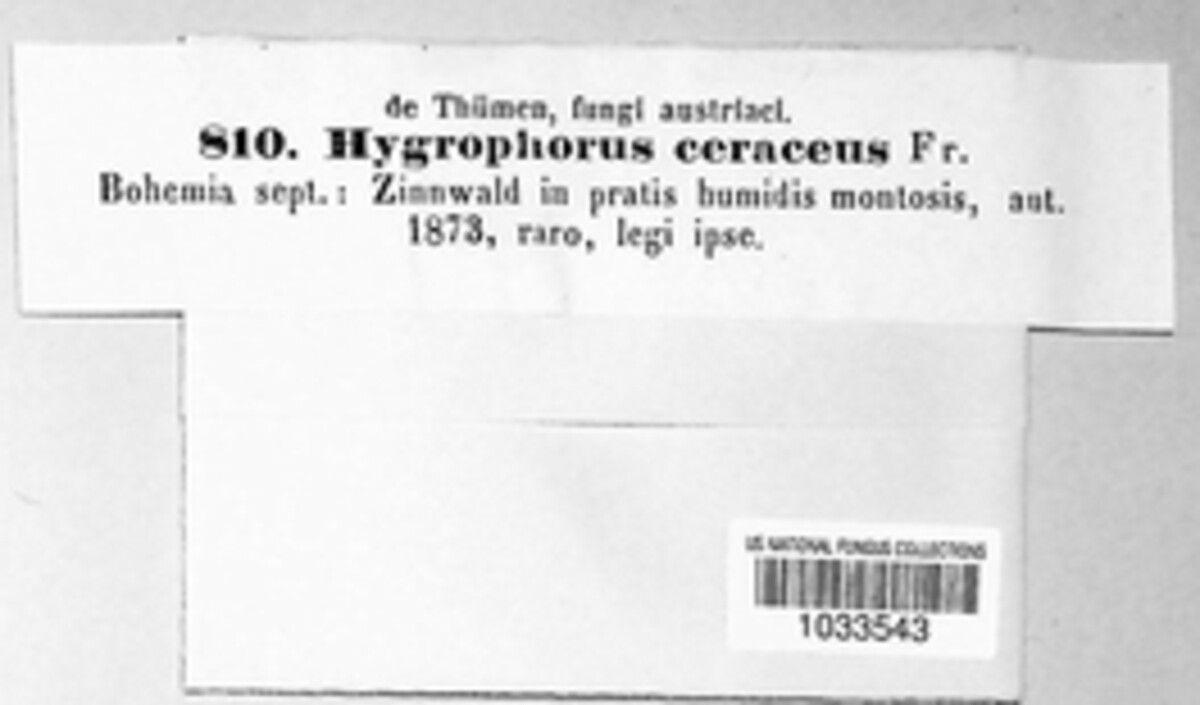 de Thümen, fungi austriaci.
810. Hygrophorus ceraceus Fr.
Bohemia sept.: Zinnwald in pratis humidis montosis, aut.
1873, raro, legi ipse.
US NATIONAL FUNGUS COLLECTIONS
1033543